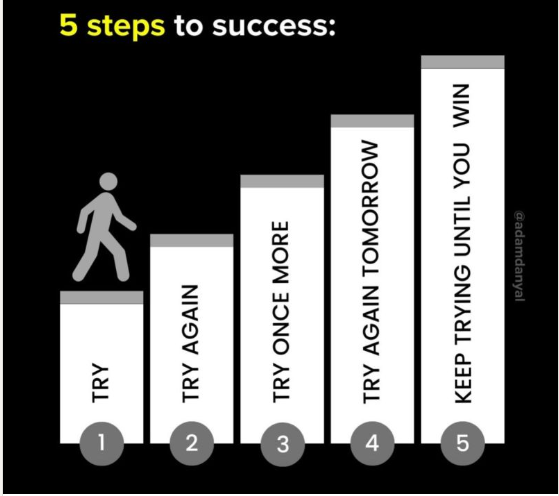 5 steps to success:
TRY
TRY AGAIN
TRY ONCE MORE
TRY AGAIN TOMORROW
KEEP TRYING UNTIL YOU WIN
1
2
3
4
5
@adamdanyal